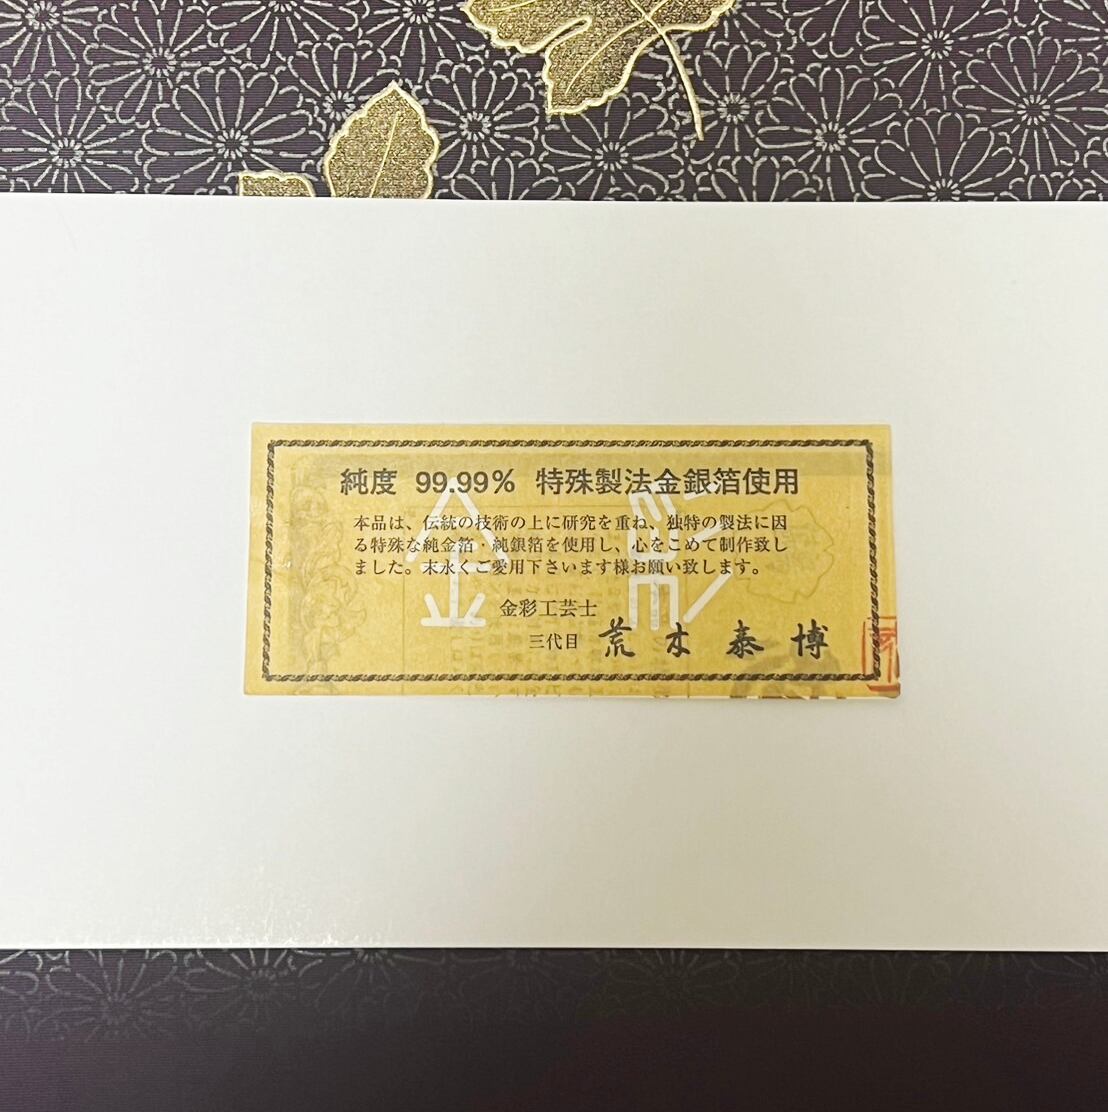 純度 99.99% 特殊製法金銀箔使用
本品は、伝統の技術の上に研究を重ね、独特の製法に因
る特殊な純金箔・純銀箔を使用し、心をこめて制作致し
ました。末永くご愛用下さいます様お願い致します。
金彩
金彩工芸士
三代目 荒木泰博